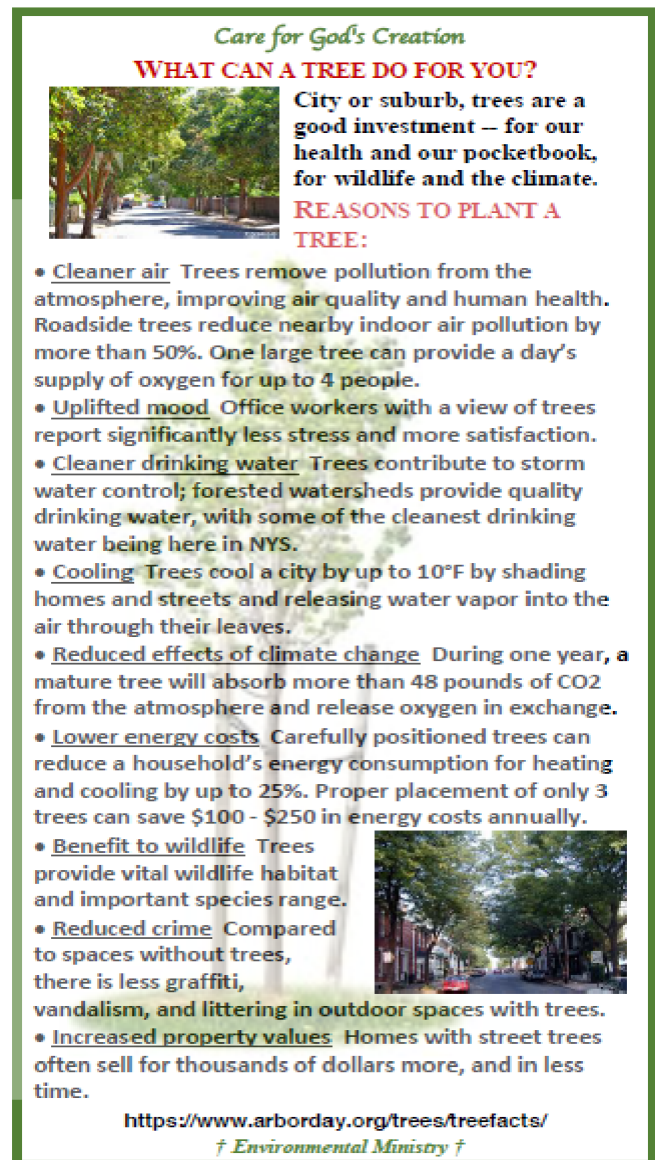 Care for God's Creation
WHAT CAN A TREE DO FOR YOU?
City or suburb, trees are a
good investment -- for our
health and our pocketbook,
for wildlife and the climate.
REASONS TO PLANT A
TREE:
• Cleaner air Trees remove pollution from the
atmosphere, improving air quality and human health.
Roadside trees reduce nearby indoor air pollution by
more than 50%. One large tree can provide a day's
supply of oxygen for up to 4 people.
• Uplifted mood Office workers with a view of trees
report significantly less stress and more satisfaction.
• Cleaner drinking water Trees contribute to storm
water control; forested watersheds provide quality
drinking water, with some of the cleanest drinking
water being here in NYS.
• Cooling Trees cool a city by up to 10°F by shading
homes and streets and releasing water vapor into the
air through their leaves.
• Reduced effects of climate change During one year, a
mature tree will absorb more than 48 pounds of CO2
from the atmosphere and release oxygen in exchange.
• Lower energy costs Carefully positioned trees can
reduce a household's energy consumption for heating
and cooling by up to 25%. Proper placement of only 3
trees can save $100 - $250 in energy costs annually.
• Benefit to wildlife Trees
provide vital wildlife habitat
and important species range.
• Reduced crime Compared
to spaces without trees,
there is less graffiti,
vandalism, and littering in outdoor spaces with trees.
• Increased property values Homes with street trees
often sell for thousands of dollars more, and in less
time.
https://www.arborday.org/trees/treefacts/
† Environmental Ministry †